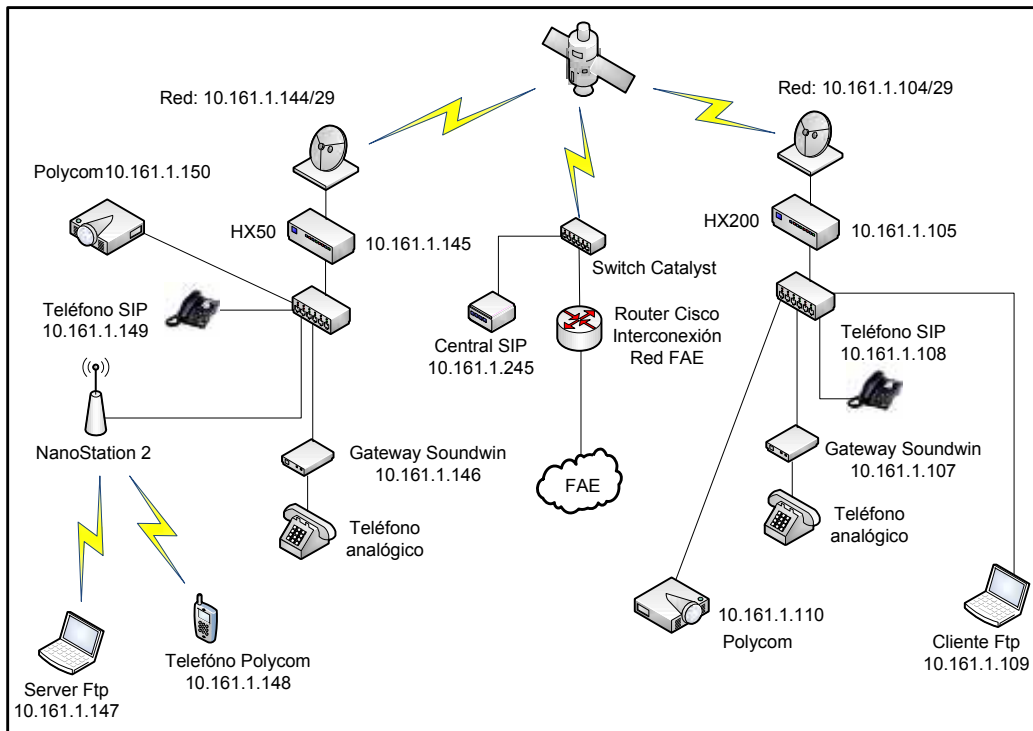 Red: 10.161.1.144/29
Red: 10.161.1.104/29
Polycom10.161.1.150
HX50
10.161.1.145
HX200
10.161.1.105
Switch Catalyst
Teléfono SIP
10.161.1.149
Central SIP
10.161.1.245
Router Cisco
Interconexión
Red FAE
Teléfono SIP
10.161.1.108
NanoStation 2
Gateway Soundwin
10.161.1.146
FAE
Gateway Soundwin
10.161.1.107
Teléfono
analógico
Teléfono
analógico
Server Ftp
10.161.1.147
Telefóno Polycom
10.161.1.148
10.161.1.110
Polycom
Cliente Ftp
10.161.1.109